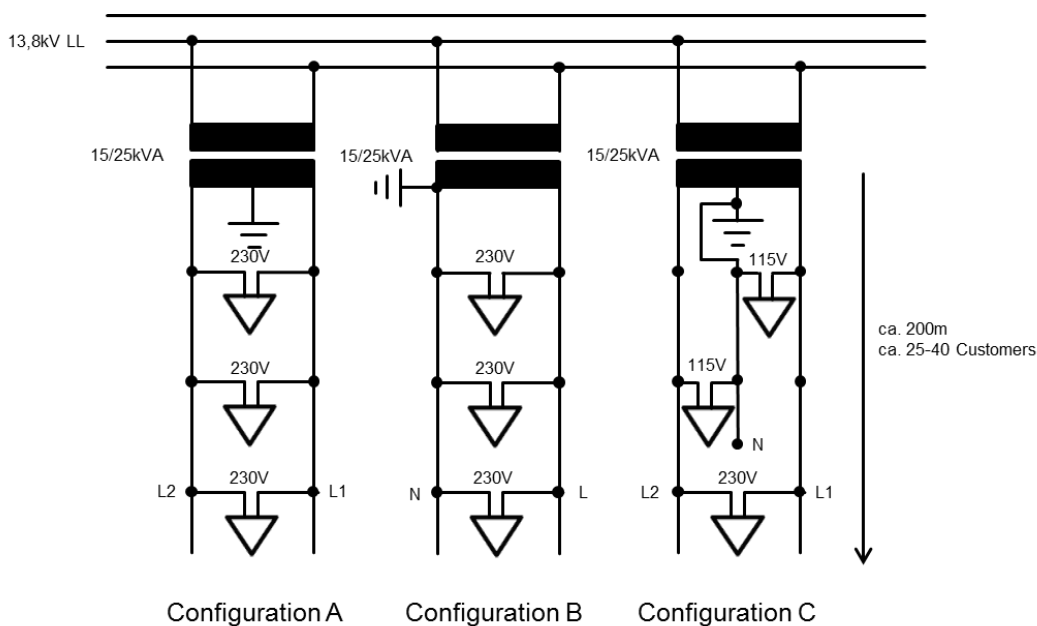 13,8kV LL
15/25kVA
15/25kVA
15/25kVA
230V
230V
115V
230V
230V
115V
N
L2
230V
L1
N
230V
L
L2
230V
L1
ca. 200m
ca. 25-40 Customers
Configuration A
Configuration B
Configuration C